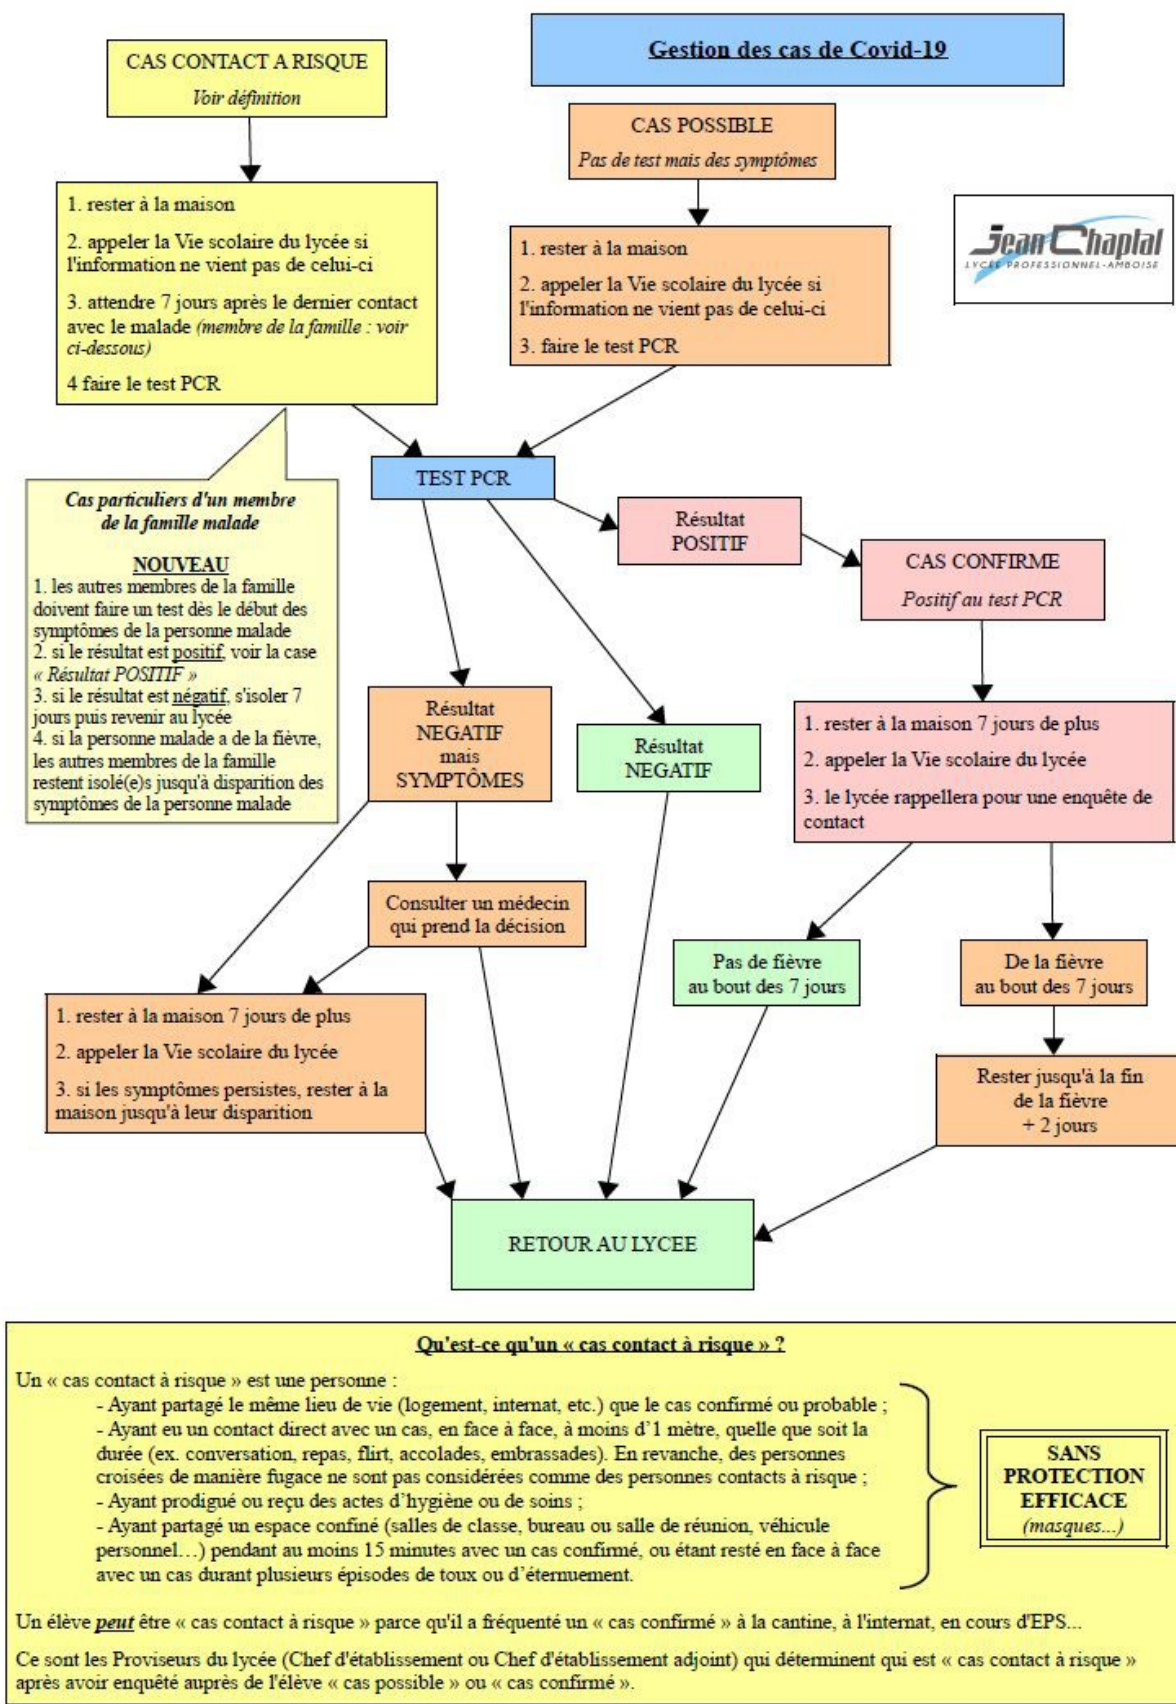 Gestion des cas de Covid-19
CAS CONTACT A RISQUE
Voir définition
CAS POSSIBLE
Pas de test mais des symptômes
1. rester à la maison
2. appeler la Vie scolaire du lycée si
l'information ne vient pas de celui-ci
3. attendre 7 jours après le dernier contact
avec le malade (membre de la famille : voir
ci-dessous)
4 faire le test PCR
1. rester à la maison
2. appeler la Vie scolaire du lycée si
l'information ne vient pas de celui-ci
3. faire le test PCR
Jean Chaptal
LYCÉE PROFESSIONNEL-AMBOISE
TEST PCR
Cas particuliers d'un membre
de la famille malade
NOUVEAU
1. les autres membres de la famille
doivent faire un test dès le début des
symptômes de la personne malade
2. si le résultat est positif, voir la case
« Résultat POSITIF »
3. si le résultat est négatif, s'isoler 7
jours puis revenir au lycée
4. si la personne malade a de la fièvre,
les autres membres de la famille
restent isolé(e)s jusqu'à disparition des
symptômes de la personne malade
Résultat
POSITIF
CAS CONFIRME
Positif au test PCR
Résultat
NEGATIF
mais
SYMPTÔMES
Résultat
NEGATIF
1. rester à la maison 7 jours de plus
2. appeler la Vie scolaire du lycée
3. le lycée rappellera pour une enquête de
contact
Consulter un médecin
qui prend la décision
Pas de fièvre
au bout des 7 jours
De la fièvre
au bout des 7 jours
1. rester à la maison 7 jours de plus
2. appeler la Vie scolaire du lycée
3. si les symptômes persistes, rester à la
maison jusqu'à leur disparition
Rester jusqu'à la fin
de la fièvre
+ 2 jours
RETOUR AU LYCEE
Qu'est-ce qu'un « cas contact à risque » ?
Un « cas contact à risque » est une personne :
- Ayant partagé le même lieu de vie (logement, internat, etc.) que le cas confirmé ou probable ;
- Ayant eu un contact direct avec un cas, en face à face, à moins d'1 mètre, quelle que soit la
durée (ex. conversation, repas, flirt, accolades, embrassades). En revanche, des personnes
croisées de manière fugace ne sont pas considérées comme des personnes contacts à risque ;
- Ayant prodigué ou reçu des actes d'hygiène ou de soins ;
- Ayant partagé un espace confiné (salles de classe, bureau ou salle de réunion, véhicule
personnel…) pendant au moins 15 minutes avec un cas confirmé, ou étant resté en face à face
avec un cas durant plusieurs épisodes de toux ou d'éternuement.
SANS
PROTECTION
EFFICACE
(masques...)
Un élève peut être « cas contact à risque » parce qu'il a fréquenté un « cas confirmé » à la cantine, à l'internat, en cours d'EPS...
Ce sont les Proviseurs du lycée (Chef d'établissement ou Chef d'établissement adjoint) qui déterminent qui est « cas contact à risque »
après avoir enquêté auprès de l'élève « cas possible » ou « cas confirmé ».